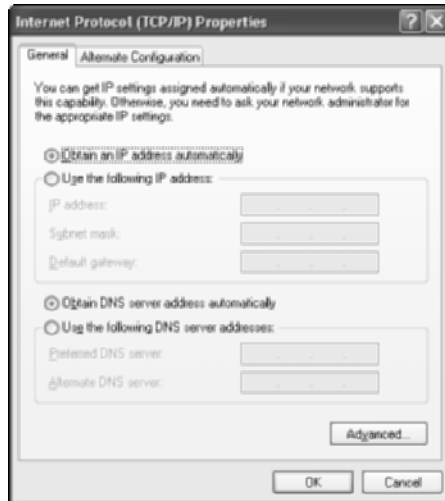 Internet Protocol (TCP/IP) Properties
General
Alternate Configuration
You can get IP settings assigned automatically if your network supports
this capability. Otherwise, you need to ask your network administrator for
the appropriate IP settings.
Obtain an IP address automatically
Use the following IP address:
IP address:
Subnet mask:
Default gateway:
Obtain DNS server address automatically
Use the following DNS server addresses:
Preferred DNS server:
Alternate DNS server:
Advanced...
OK
Cancel